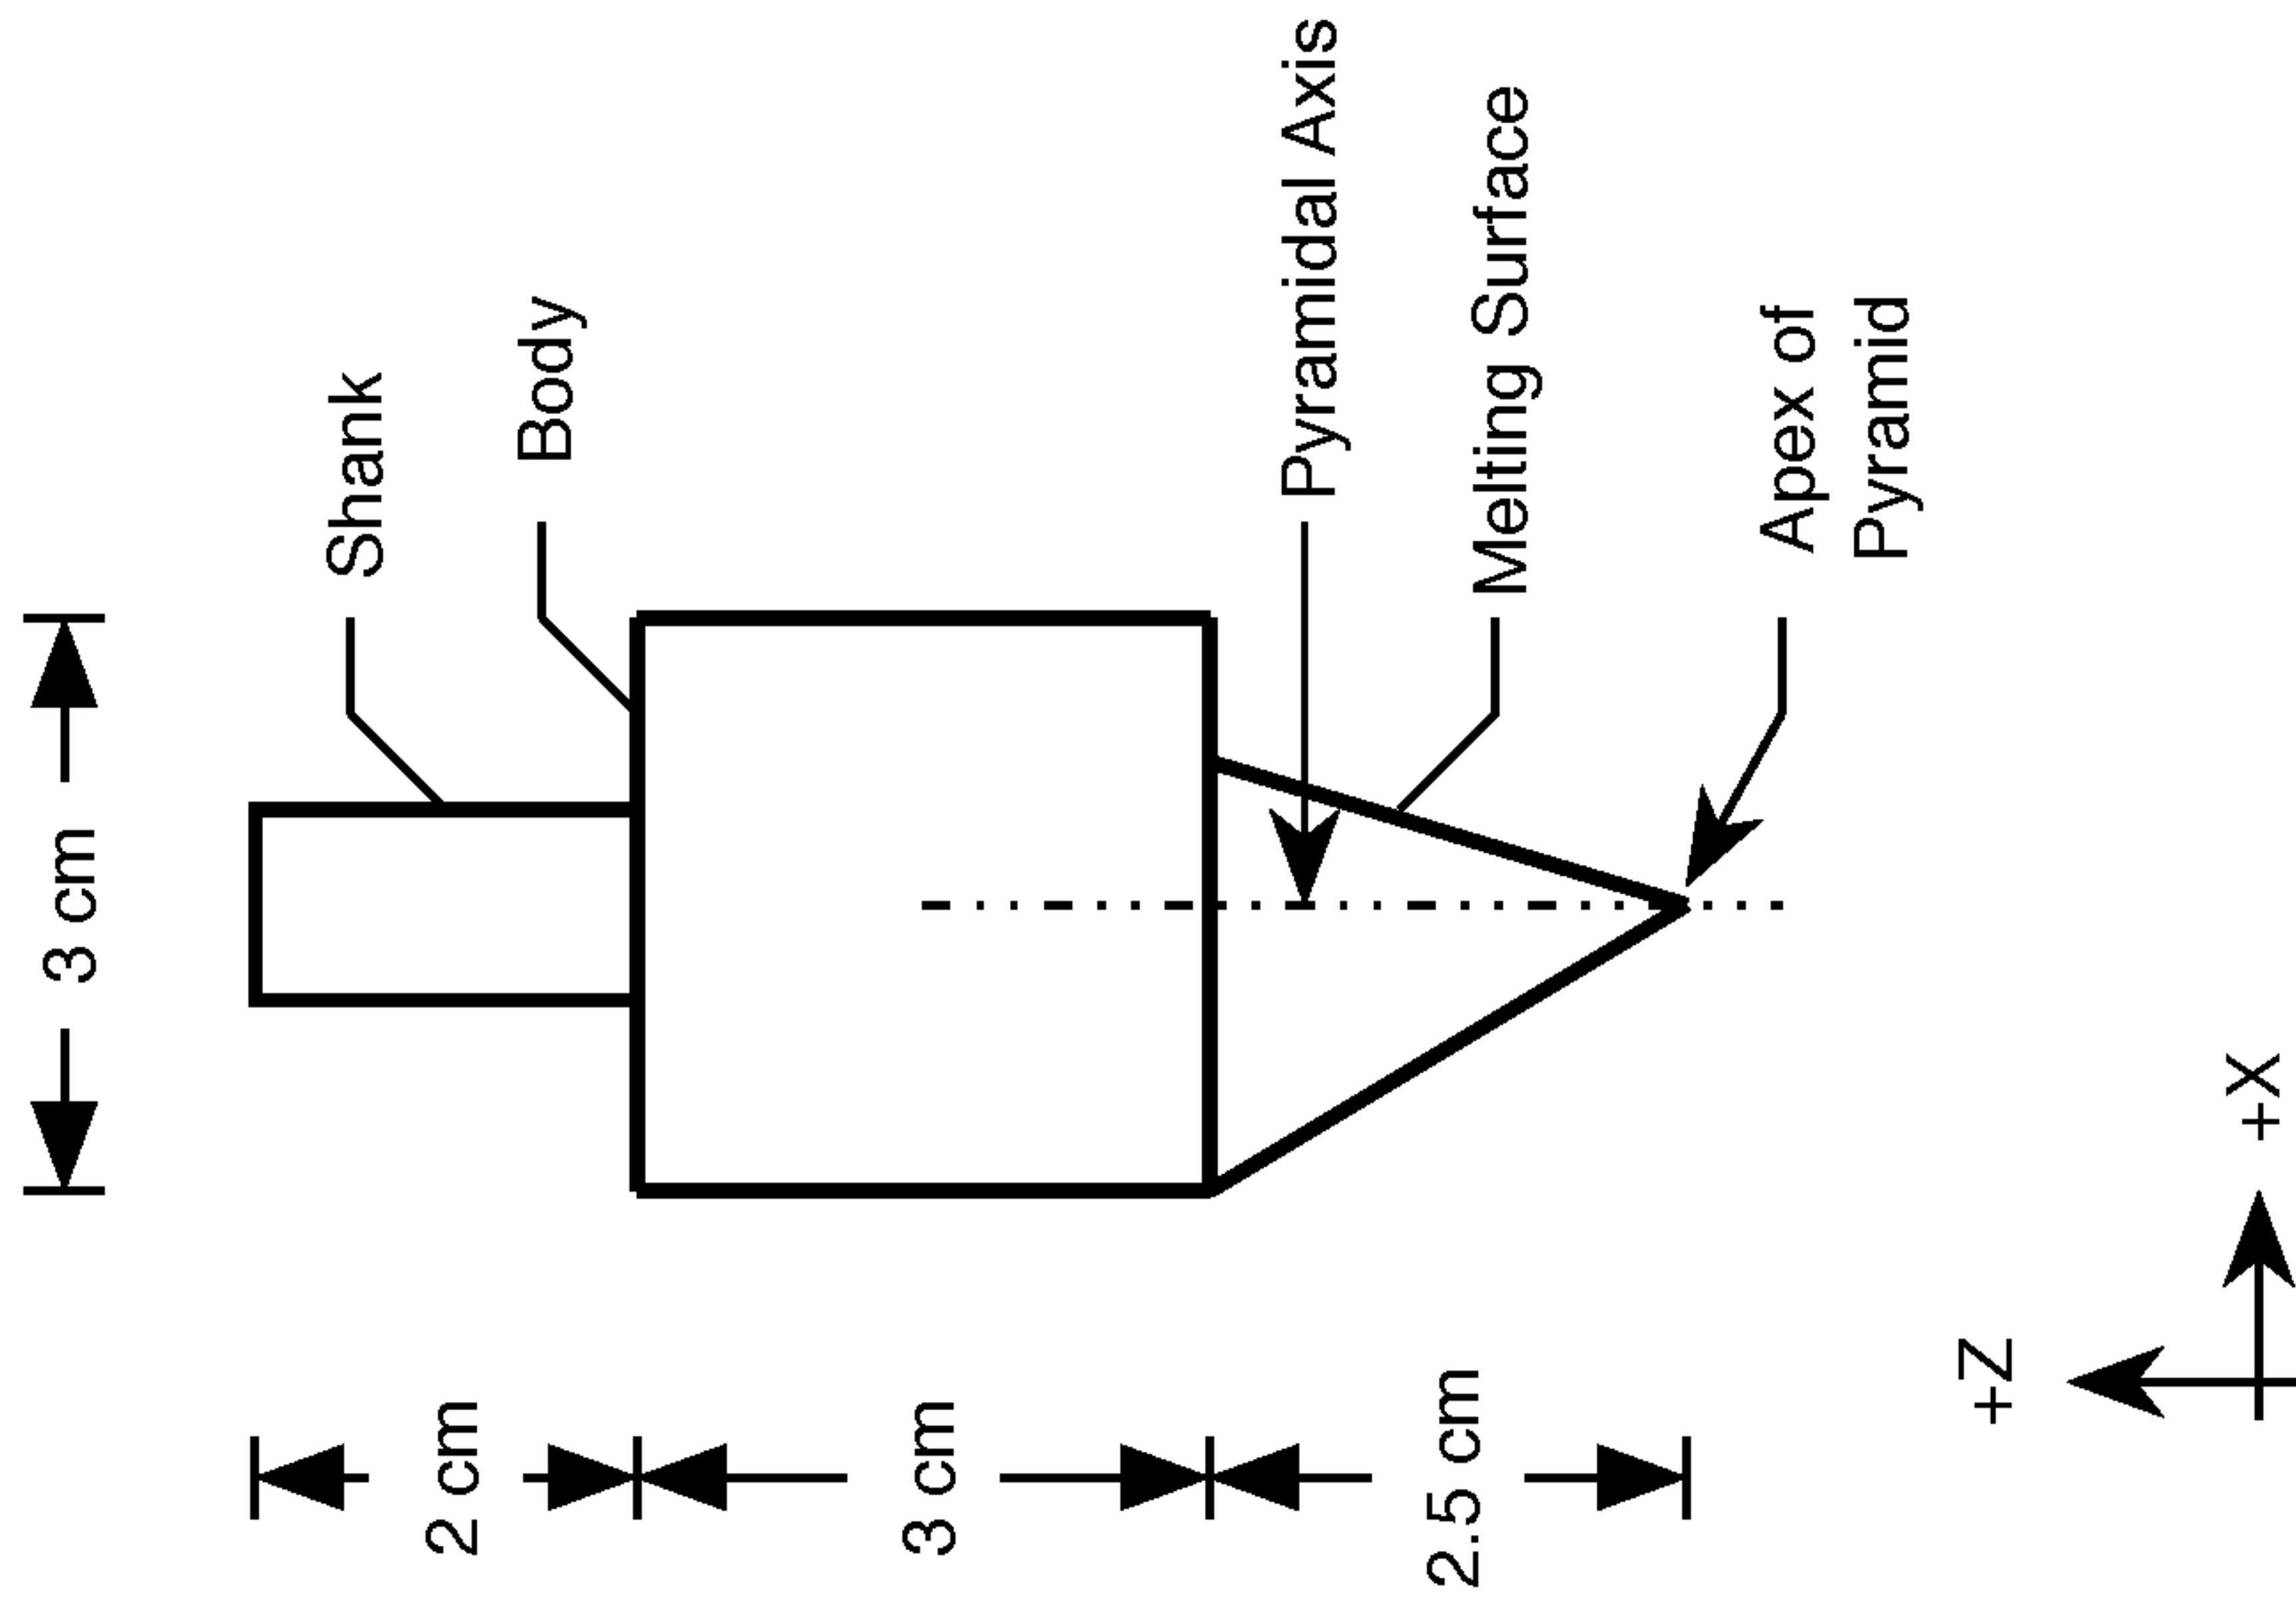 3 cm
Shank
Body
Pyramidal Axis
Melting Surface
Apex of
Pyramid
2 cm
3 cm
2.5 cm
+Z
+X